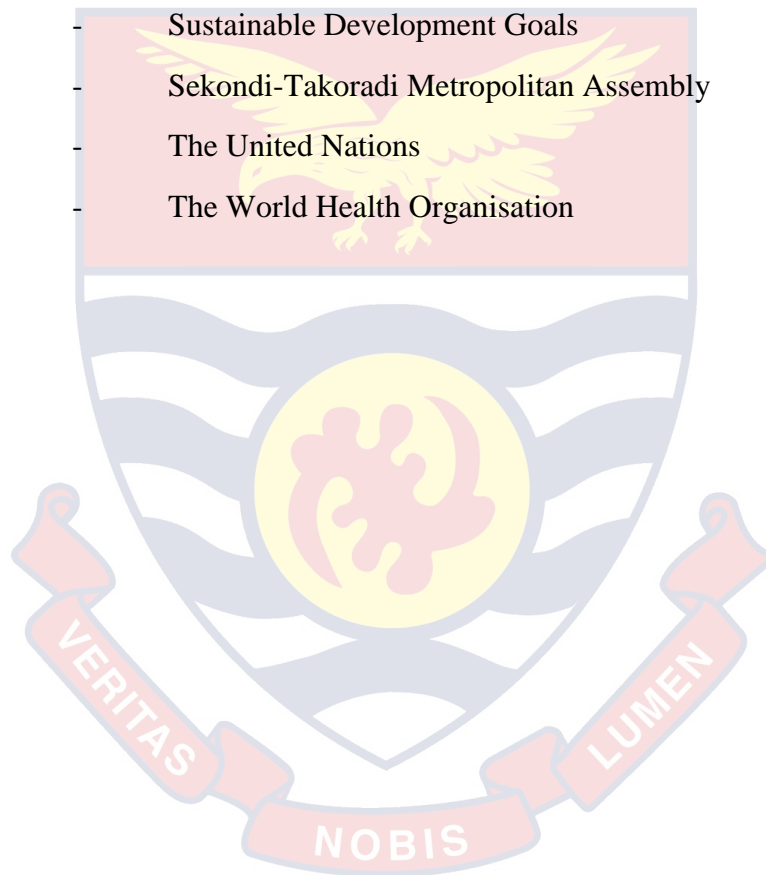 - Sustainable Development Goals
- Sekondi-Takoradi Metropolitan Assembly
- The United Nations
- The World Health Organisation
VERITAS
NOBIS
LUMEN